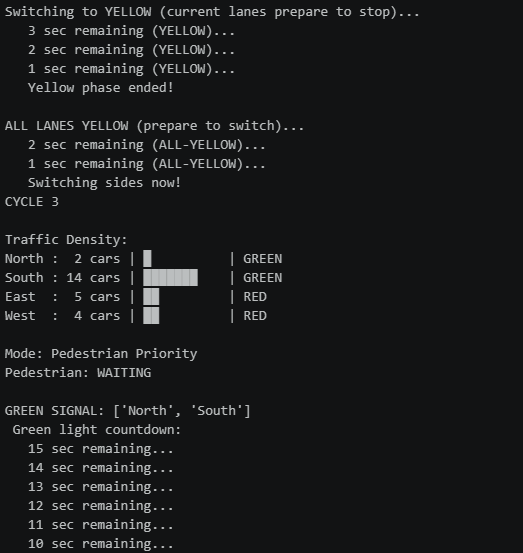 Switching to YELLOW (current lanes prepare to stop)...
   3 sec remaining (YELLOW)...
   2 sec remaining (YELLOW)...
   1 sec remaining (YELLOW)...
   Yellow phase ended!

ALL LANES YELLOW (prepare to switch)...
   2 sec remaining (ALL-YELLOW)...
   1 sec remaining (ALL-YELLOW)...
   Switching sides now!
CYCLE 3

Traffic Density:
North :  2 cars | █          | GREEN
South : 14 cars | ███████    | GREEN
East  :  5 cars | ██         | RED
West  :  4 cars | ██         | RED

Mode: Pedestrian Priority
Pedestrian: WAITING

GREEN SIGNAL: ['North', 'South']
 Green light countdown:
   15 sec remaining...
   14 sec remaining...
   13 sec remaining...
   12 sec remaining...
   11 sec remaining...
   10 sec remaining...